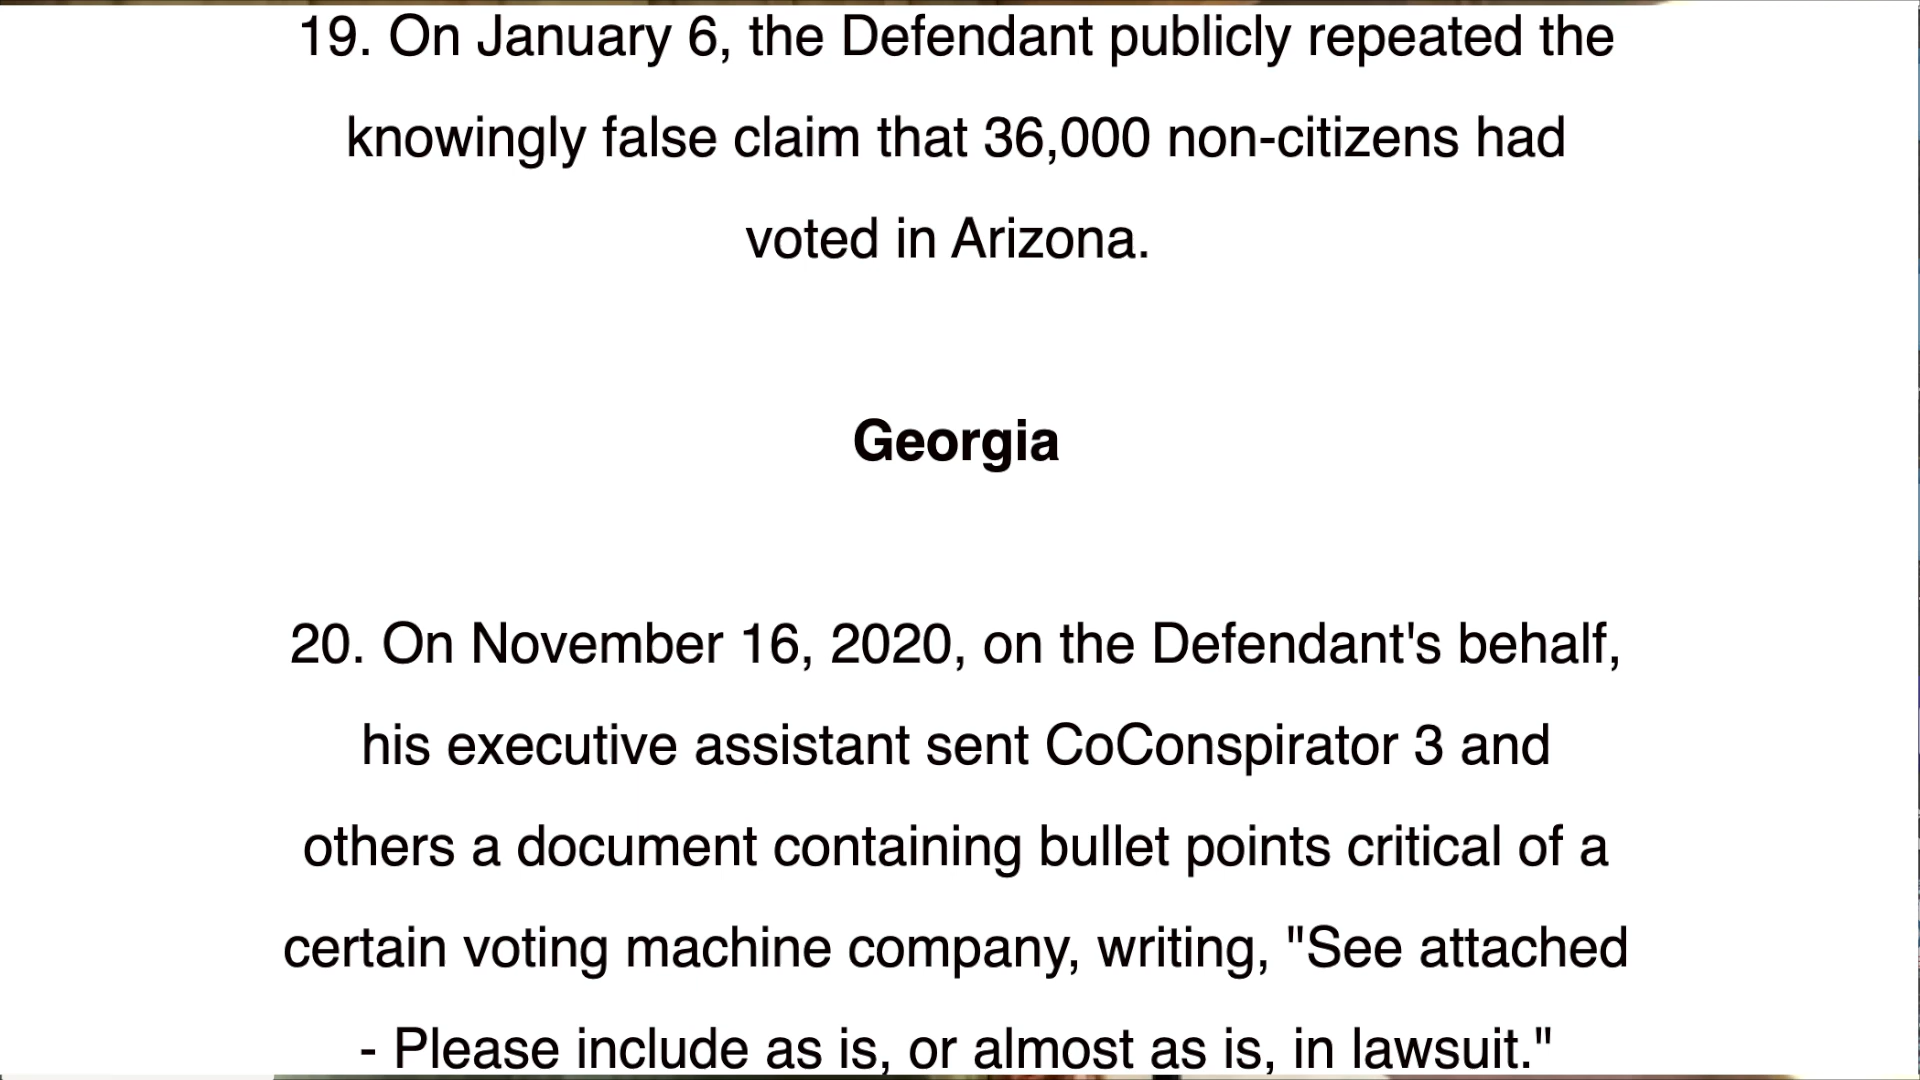 19. On January 6, the Defendant publicly repeated the
knowingly false claim that 36,000 non-citizens had
voted in Arizona.
Georgia
20. On November 16, 2020, on the Defendant's behalf,
his executive assistant sent CoConspirator 3 and
others a document containing bullet points critical of a
certain voting machine company, writing, "See attached
- Please include as is, or almost as is, in lawsuit."